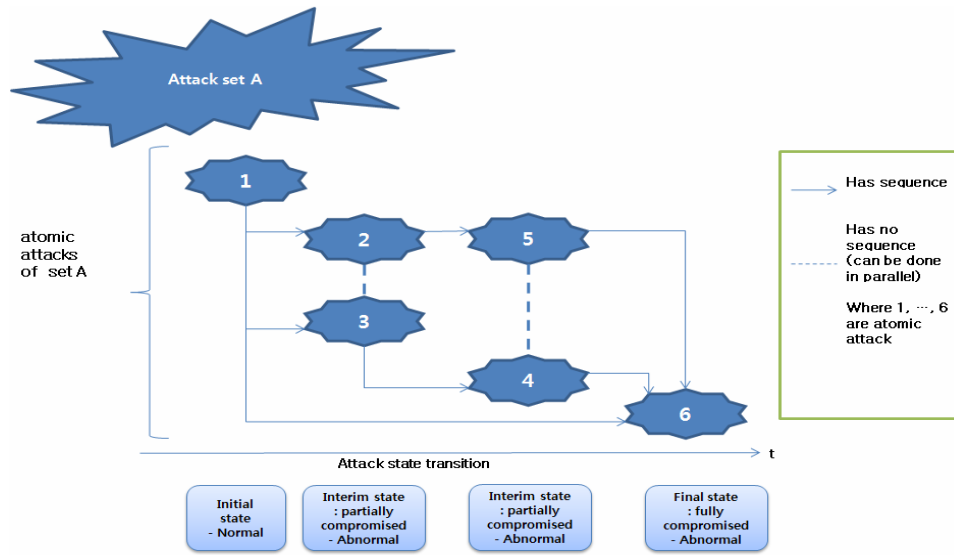 Attack set A
1
2
5
3
4
6
atomic
attacks
of set A
Has sequence
Has no
sequence
(can be done
in parallel)
Where 1, ···, 6
are atomic
attack
t
Attack state transition
Initial
state
- Normal
Interim state
: partially
compromised
- Abnormal
Interim state
: partially
compromised
- Abnormal
Final state
: fully
compromised
- Abnormal